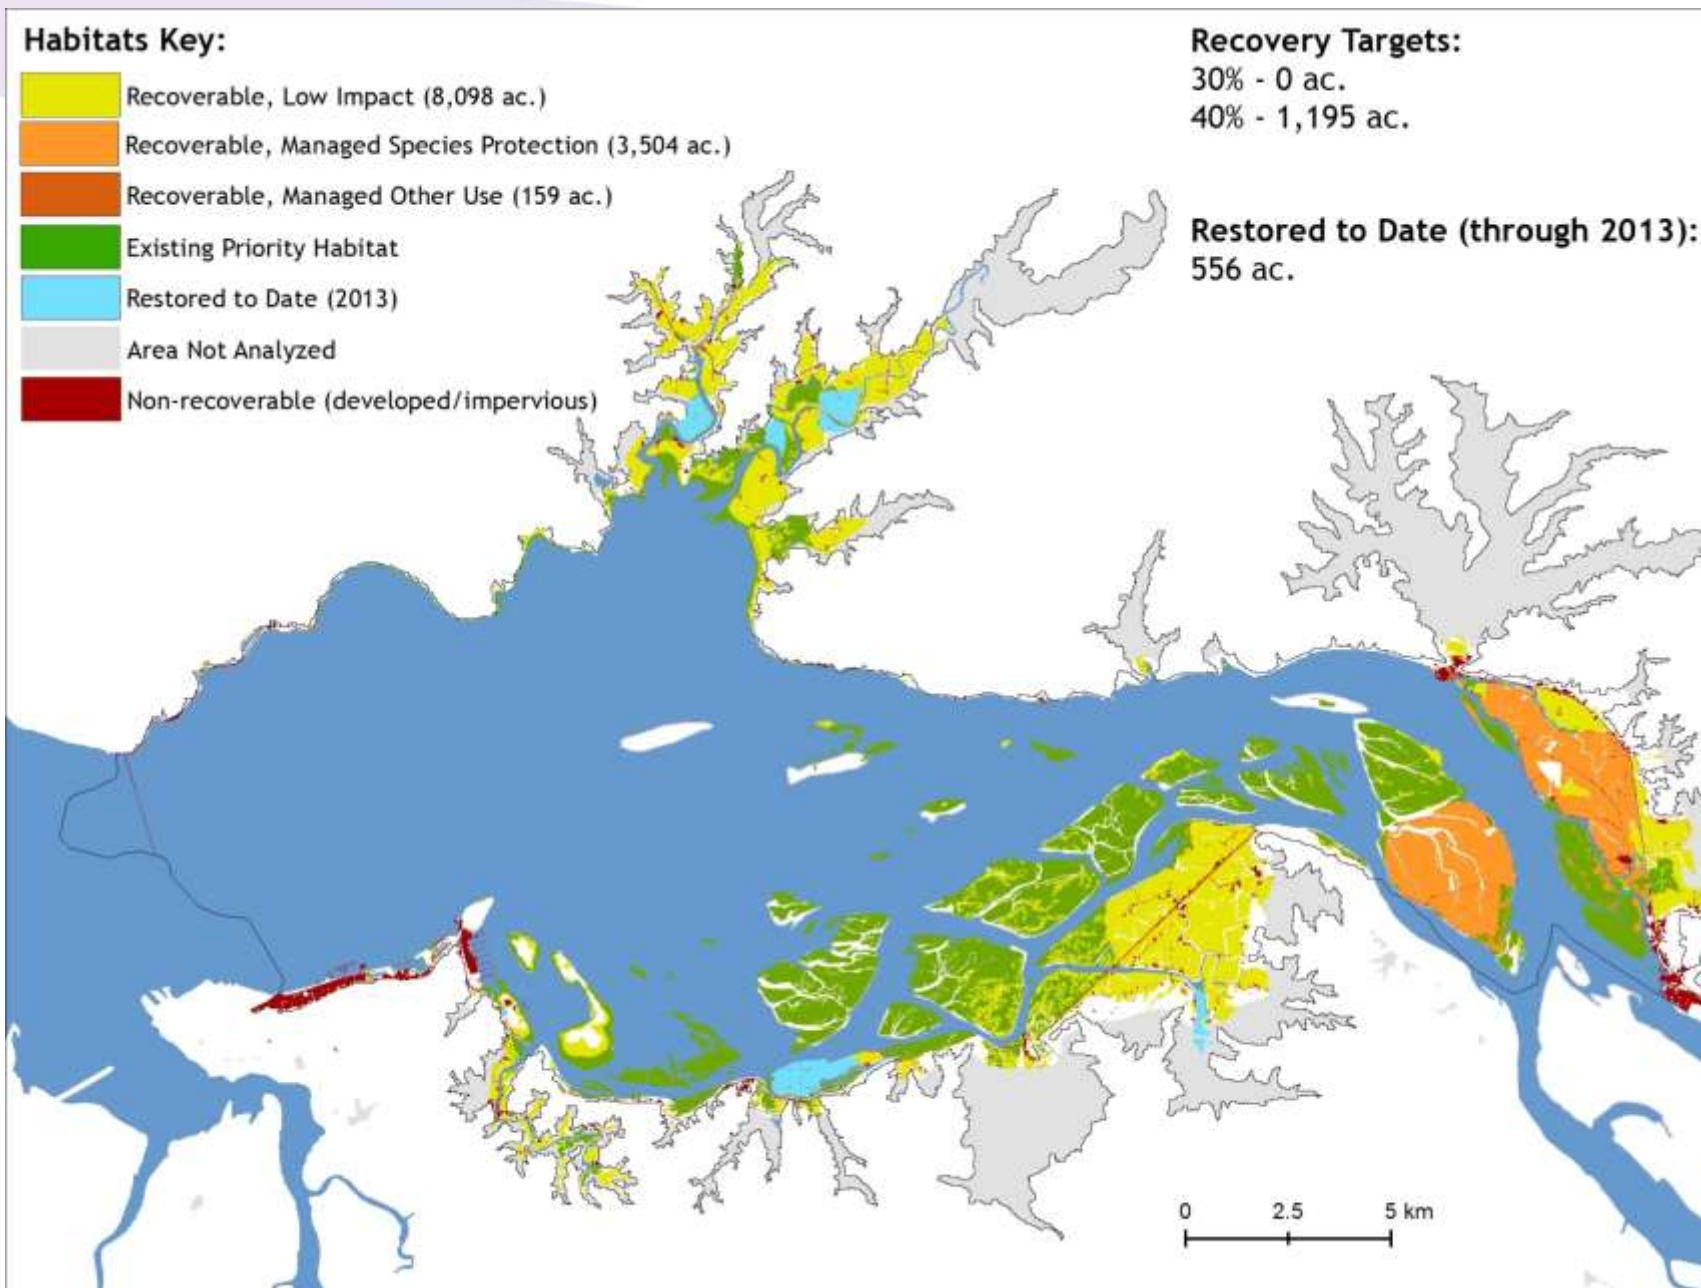 Habitats Key:
Recoverable, Low Impact (8,098 ac.)
Recoverable, Managed Species Protection (3,504 ac.)
Recoverable, Managed Other Use (159 ac.)
Existing Priority Habitat
Restored to Date (2013)
Area Not Analyzed
Non-recoverable (developed/impervious)
Recovery Targets:
30% - 0 ac.
40% - 1,195 ac.
Restored to Date (through 2013):
556 ac.
0 2.5 5 km